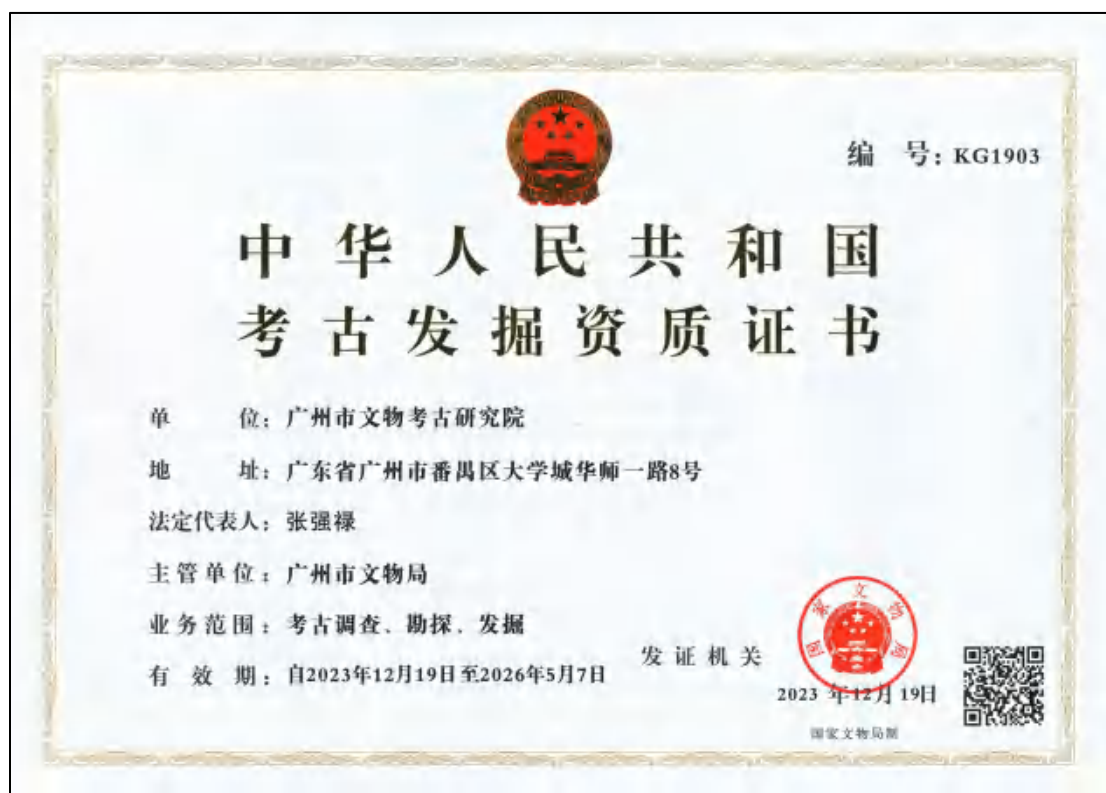 编 号：KG1903
中华人民共和国
考古发掘资质证书
单 位：广州市文物考古研究院
地 址：广东省广州市番禺区大学城华师一路8号
法定代表人：张强禄
主管单位：广州市文物局
业务范围：考古调查、勘探、发掘
有 效 期：自2023年12月19日至2026年5月7日
发证机关
国家文物局
2023 年12月 19日
国家文物局制